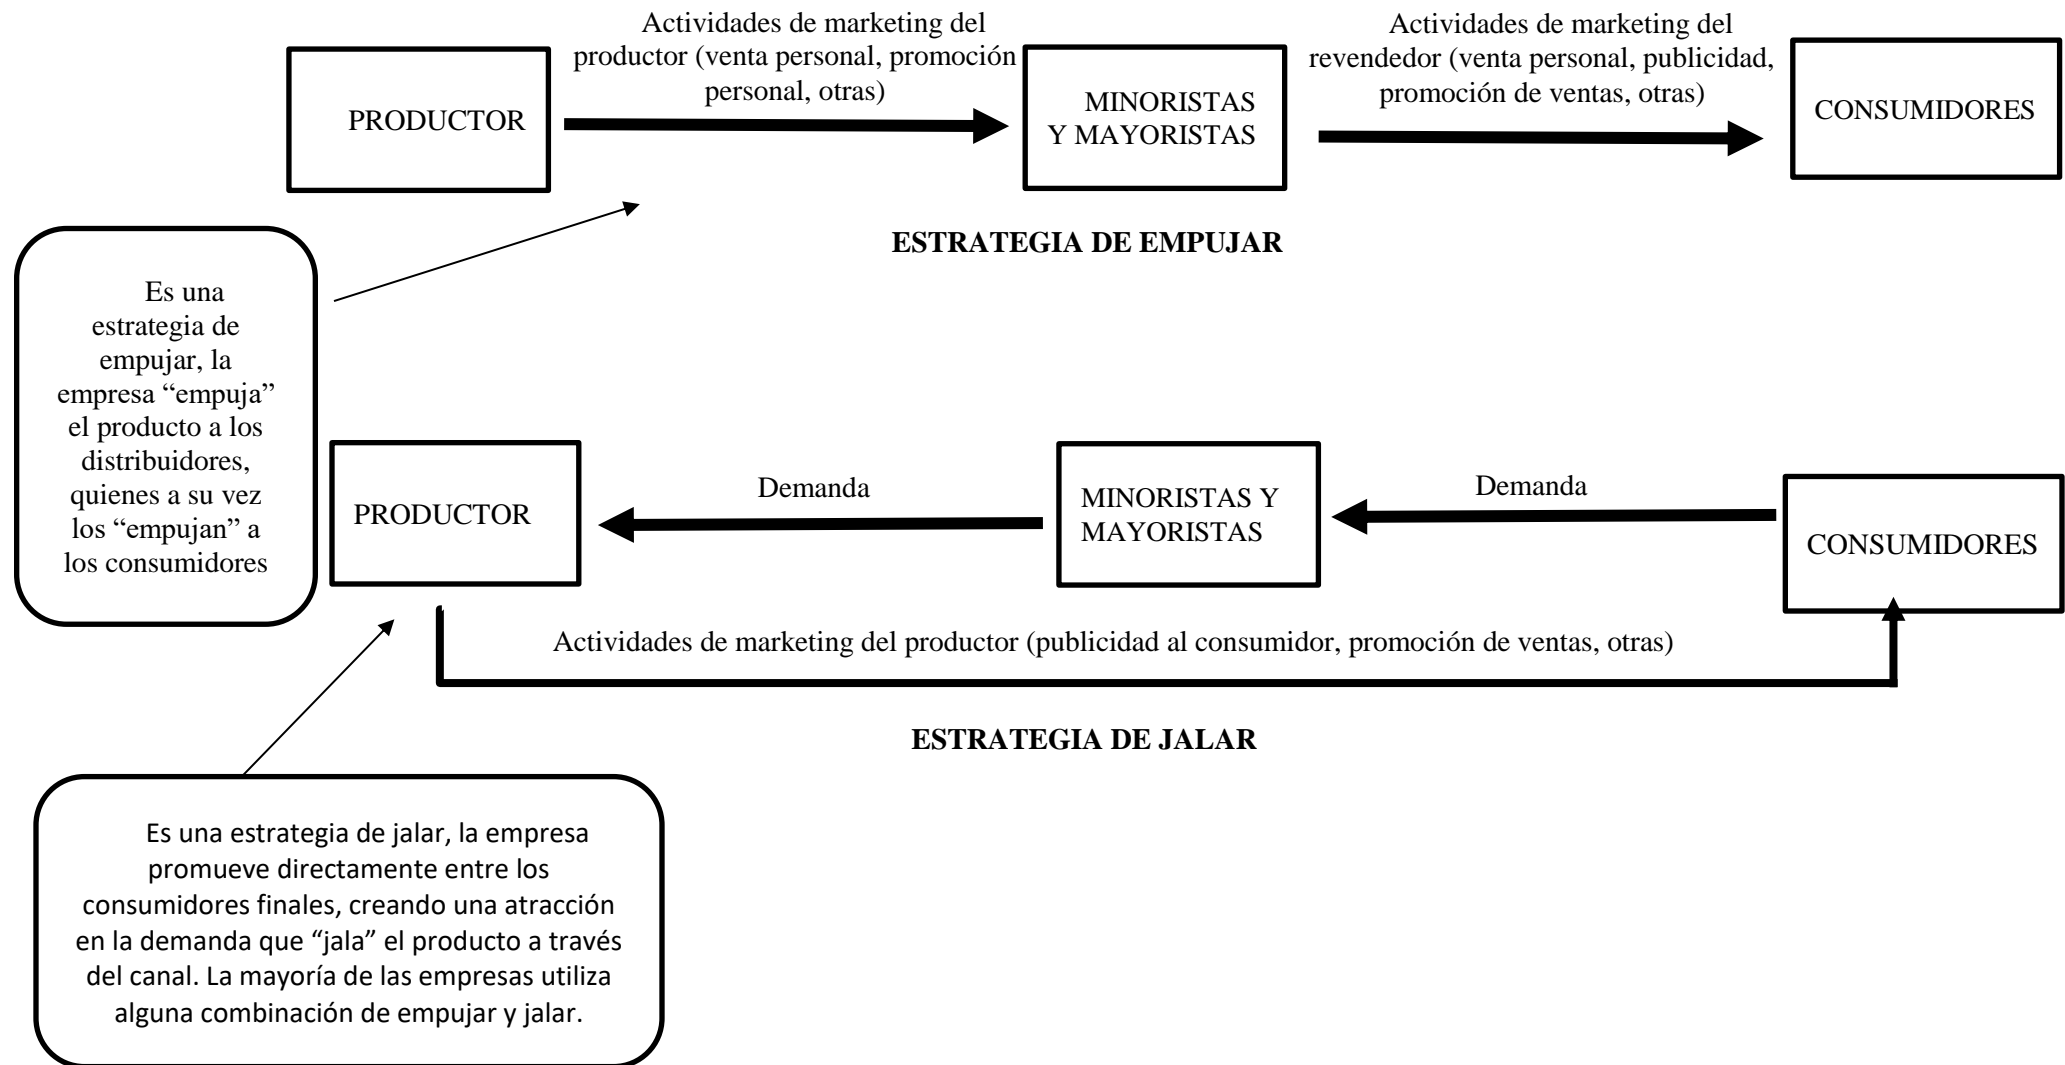 Actividades de marketing del
productor (venta personal, promoción
personal, otras)
Actividades de marketing del
revendedor (venta personal, publicidad,
promoción de ventas, otras)
PRODUCTOR
MINORISTAS
Y MAYORISTAS
CONSUMIDORES
ESTRATEGIA DE EMPUJAR
Es una
estrategia de
empujar, la
empresa “empuja”
el producto a los
distribuidores,
quienes a su vez
los “empujan” a
los consumidores
PRODUCTOR
Demanda
MINORISTAS Y
MAYORISTAS
Demanda
CONSUMIDORES
Actividades de marketing del productor (publicidad al consumidor, promoción de ventas, otras)
ESTRATEGIA DE JALAR
Es una estrategia de jalar, la empresa
promueve directamente entre los
consumidores finales, creando una atracción
en la demanda que “jala” el producto a través
del canal. La mayoría de las empresas utiliza
alguna combinación de empujar y jalar.